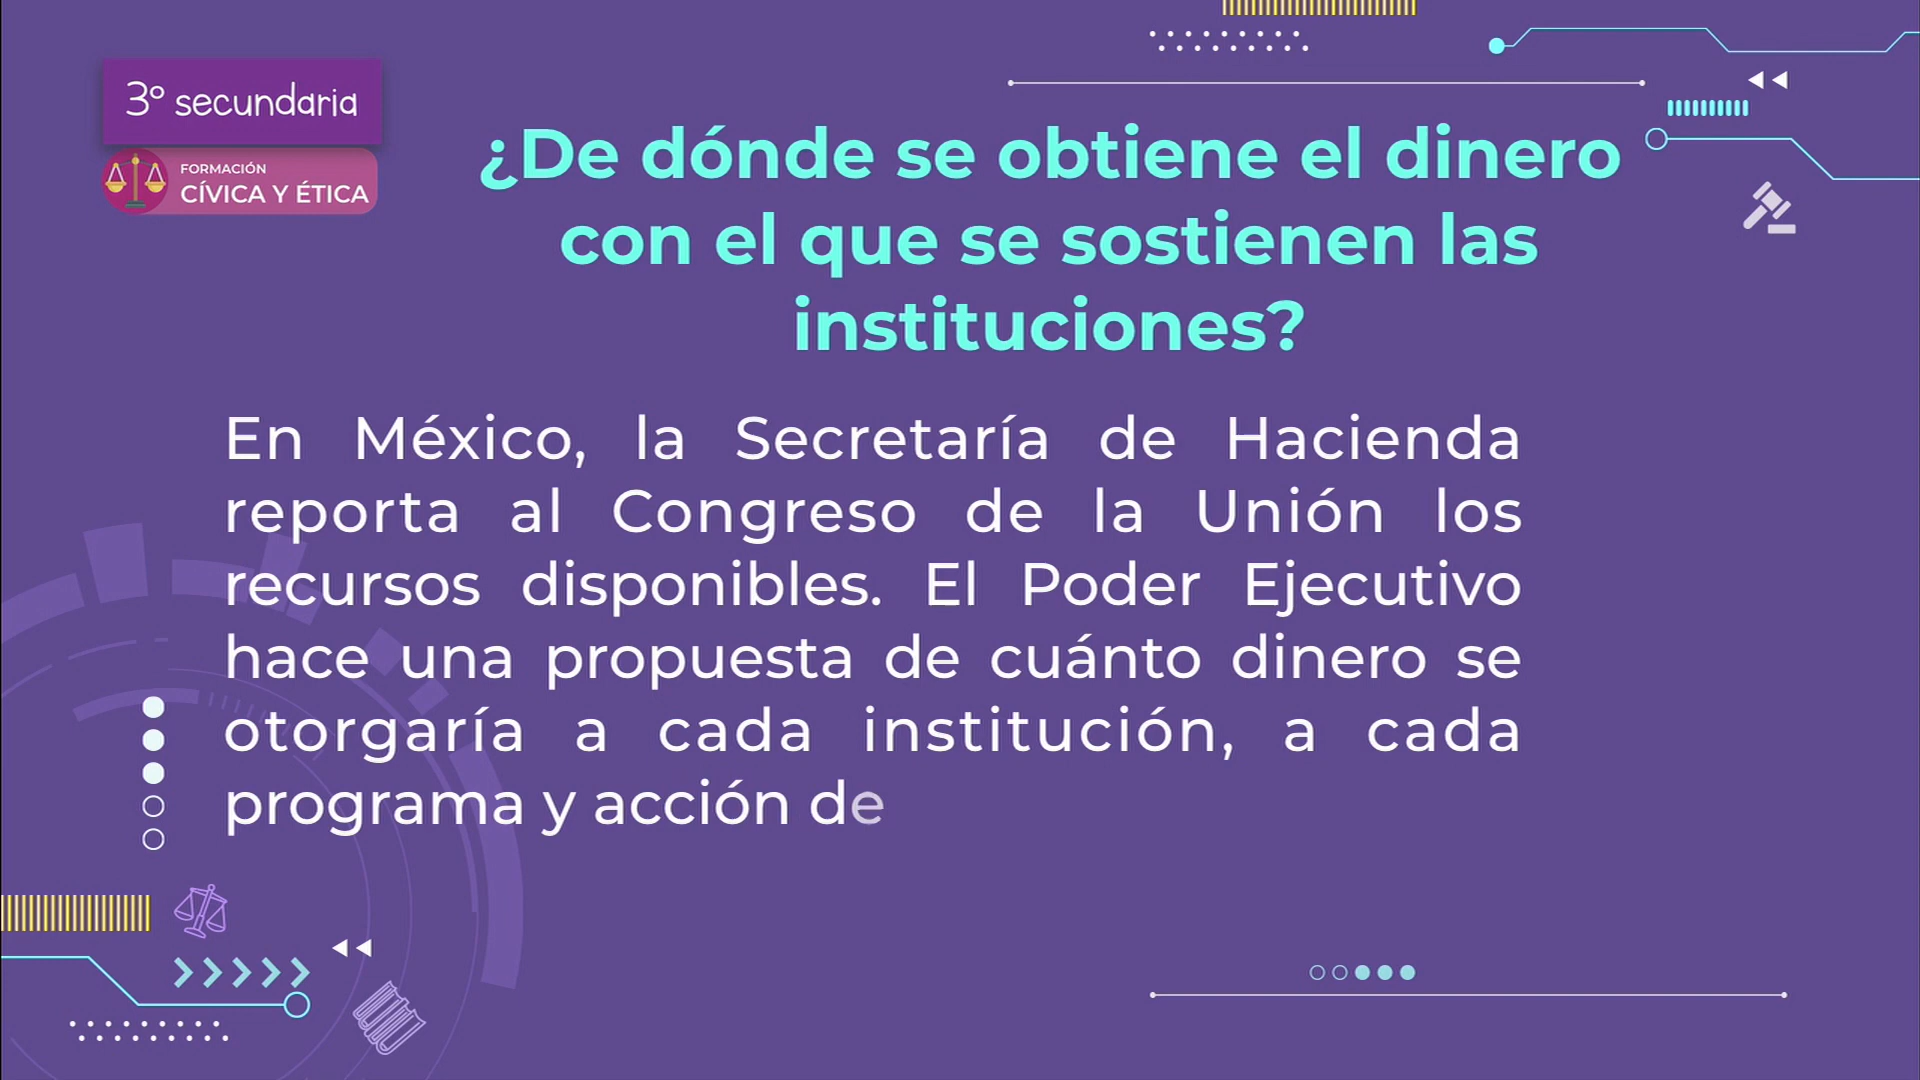 3° secundaria
FORMACIÓN
CÍVICA Y ÉTICA
¿De dónde se obtiene el dinero
con el que se sostienen las
instituciones?
En México, la Secretaría de Hacienda
reporta al Congreso de la Unión los
recursos disponibles. El Poder Ejecutivo
hace una propuesta de cuánto dinero se
otorgaría a cada institución, a cada
programa y acción de